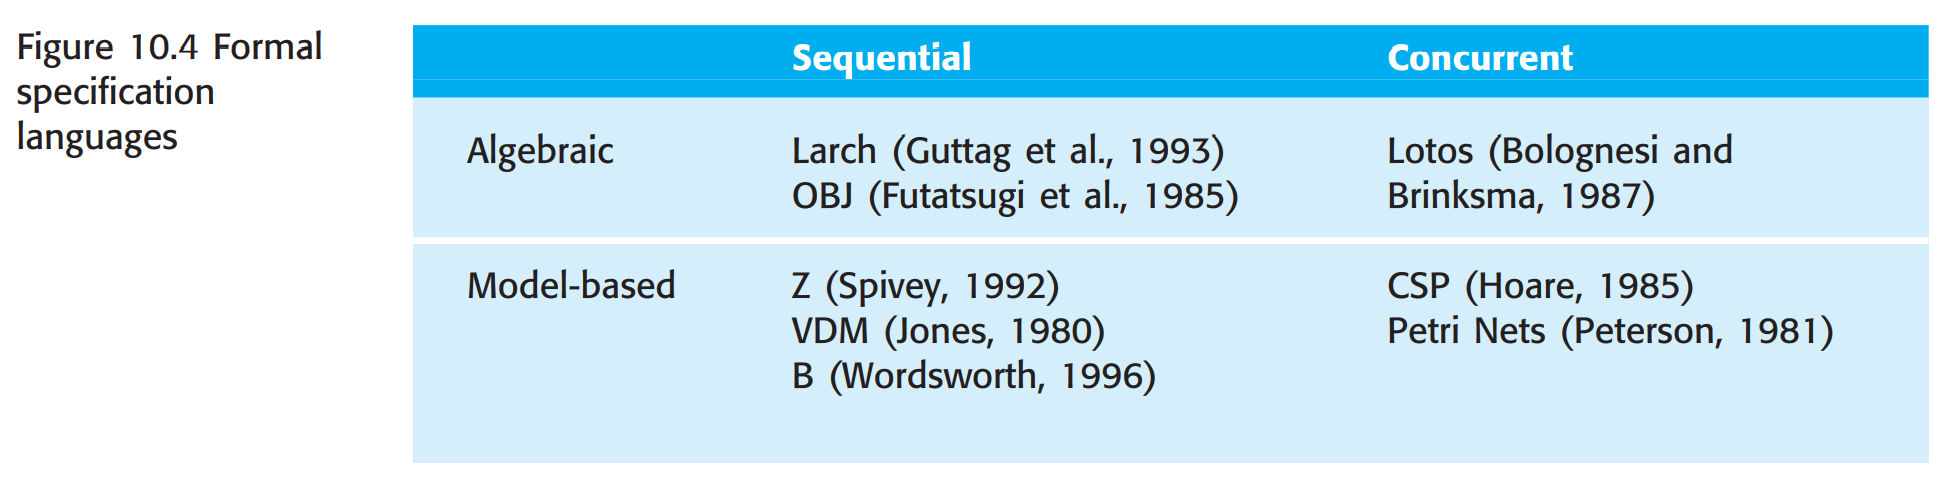 Figure 10.4 Formal
specification
languages
Sequential Concurrent
Algebraic Larch (Guttag et al., 1993) Lotos (Bolognesi and
OBJ (Futatsugi et al., 1985) Brinksma, 1987)
Model-based Z (Spivey, 1992) CSP (Hoare, 1985)
VDM (Jones, 1980) Petri Nets (Peterson, 1981)
B (Wordsworth, 1996)